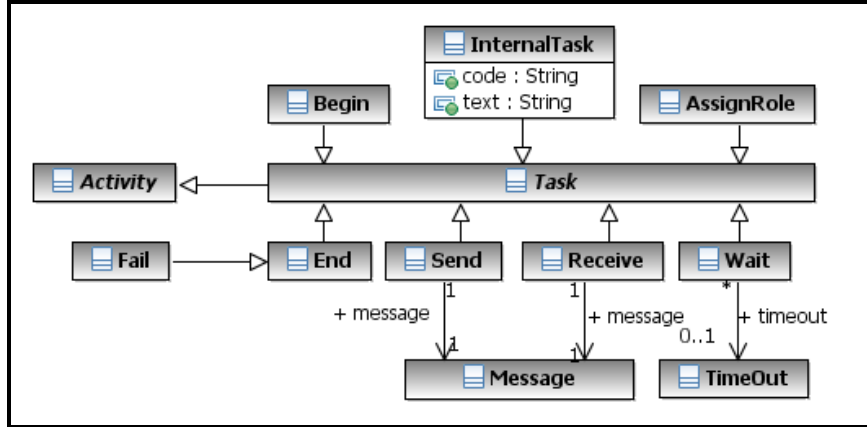 InternalTask
code : String
text : String
Begin
AssignRole
Activity
Task
Fail
End
Send
Receive
Wait
1
1
*
+ message
+ message
+ timeout
0..1
1
1
Message
TimeOut